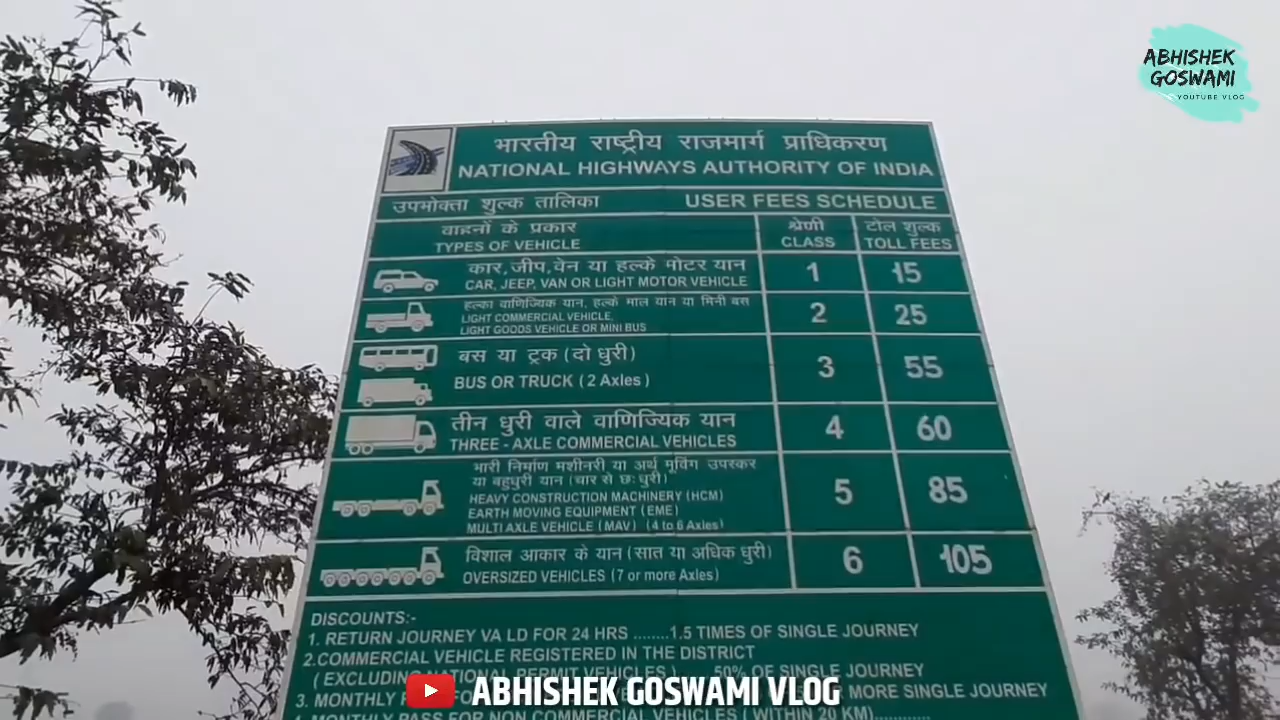 ABHISHEK
GOSWAMI
YOUTUBE VLOG
भारतीय राष्ट्रीय राजमार्ग प्राधिकरण
NATIONAL HIGHWAYS AUTHORITY OF INDIA
उपभोक्ता शुल्क तालिका USER FEES SCHEDULE
वाहनों के प्रकार श्रेणी टोल शुल्क
TYPES OF VEHICLE CLASS TOLL FEES
कार, जीप, वेन या हल्के मोटर यान 1 15
CAR, JEEP, VAN OR LIGHT MOTOR VEHICLE
हल्का वाणिज्यिक यान, हल्के माल यान या मिनी बस 2 25
LIGHT COMMERCIAL VEHICLE,
LIGHT GOODS VEHICLE OR MINI BUS
बस या ट्रक (दो धुरी) 3 55
BUS OR TRUCK (2 Axles)
तीन धुरी वाले वाणिज्यिक यान 4 60
THREE - AXLE COMMERCIAL VEHICLES
भारी निर्माण मशीनरी या अर्थ मूविंग उपस्कर
या बहुधुरी यान (चार से छः धुरी)
HEAVY CONSTRUCTION MACHINERY (HCM) 5 85
EARTH MOVING EQUIPMENT (EME)
MULTI AXLE VEHICLE (MAV) (4 to 6 Axles)
विशाल आकार के यान (सात या अधिक धुरी) 6 105
OVERSIZED VEHICLES (7 or more Axles)
DISCOUNTS:-
1. RETURN JOURNEY VA LD FOR 24 HRS ........1.5 TIMES OF SINGLE JOURNEY
2.COMMERCIAL VEHICLE REGISTERED IN THE DISTRICT
(EXCLUDING NATIONAL PERMIT VEHICLES) 50% OF SINGLE JOURNEY
3. MONTHLY MORE SINGLE JOURNEY
MONTHLY PASS FOR NON COMMERCIAL VEHICLES (WITHIN 20 KM)............
ABHISHEK GOSWAMI VLOG